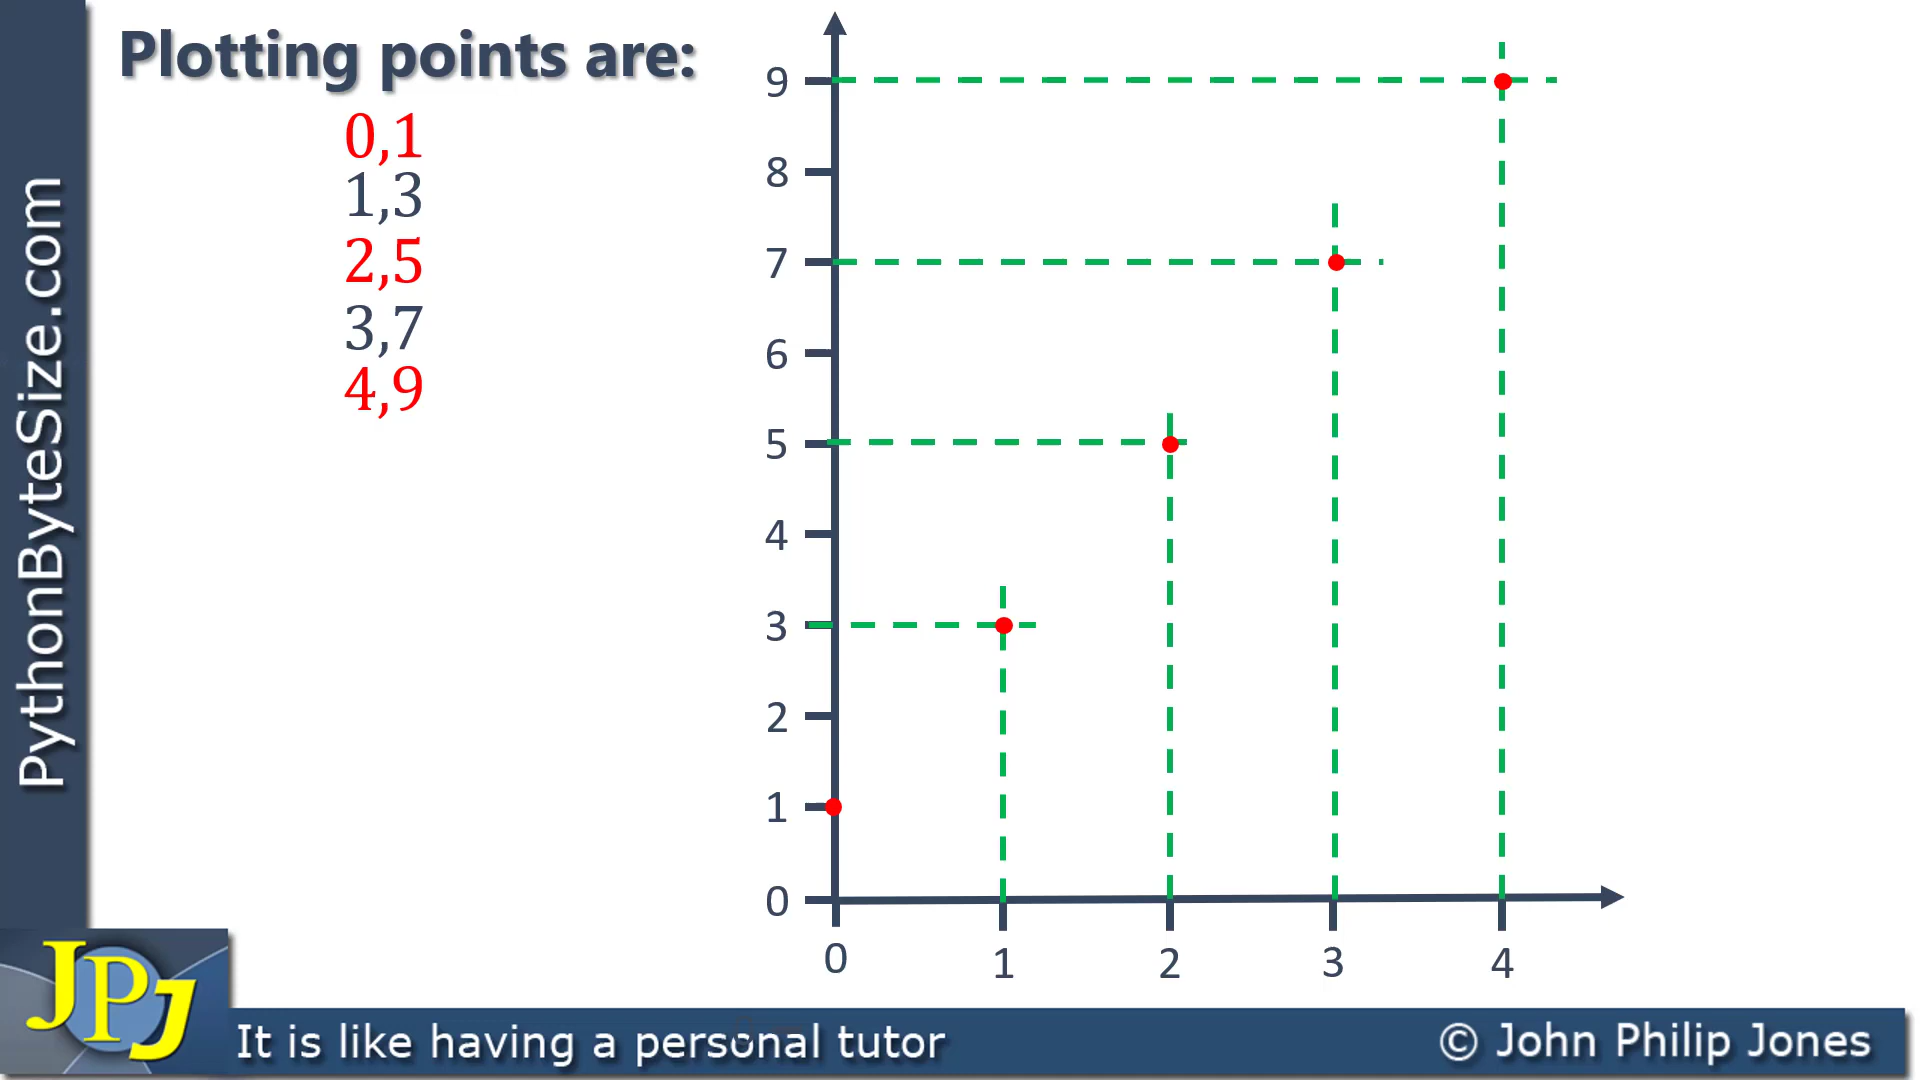 Plotting points are:
0,1
1,3
2,5
3,7
4,9
9
8
7
6
5
4
3
2
1
0
0 1 2 3 4
PythonByteSize.com
JPJ
It is like having a personal tutor
© John Philip Jones